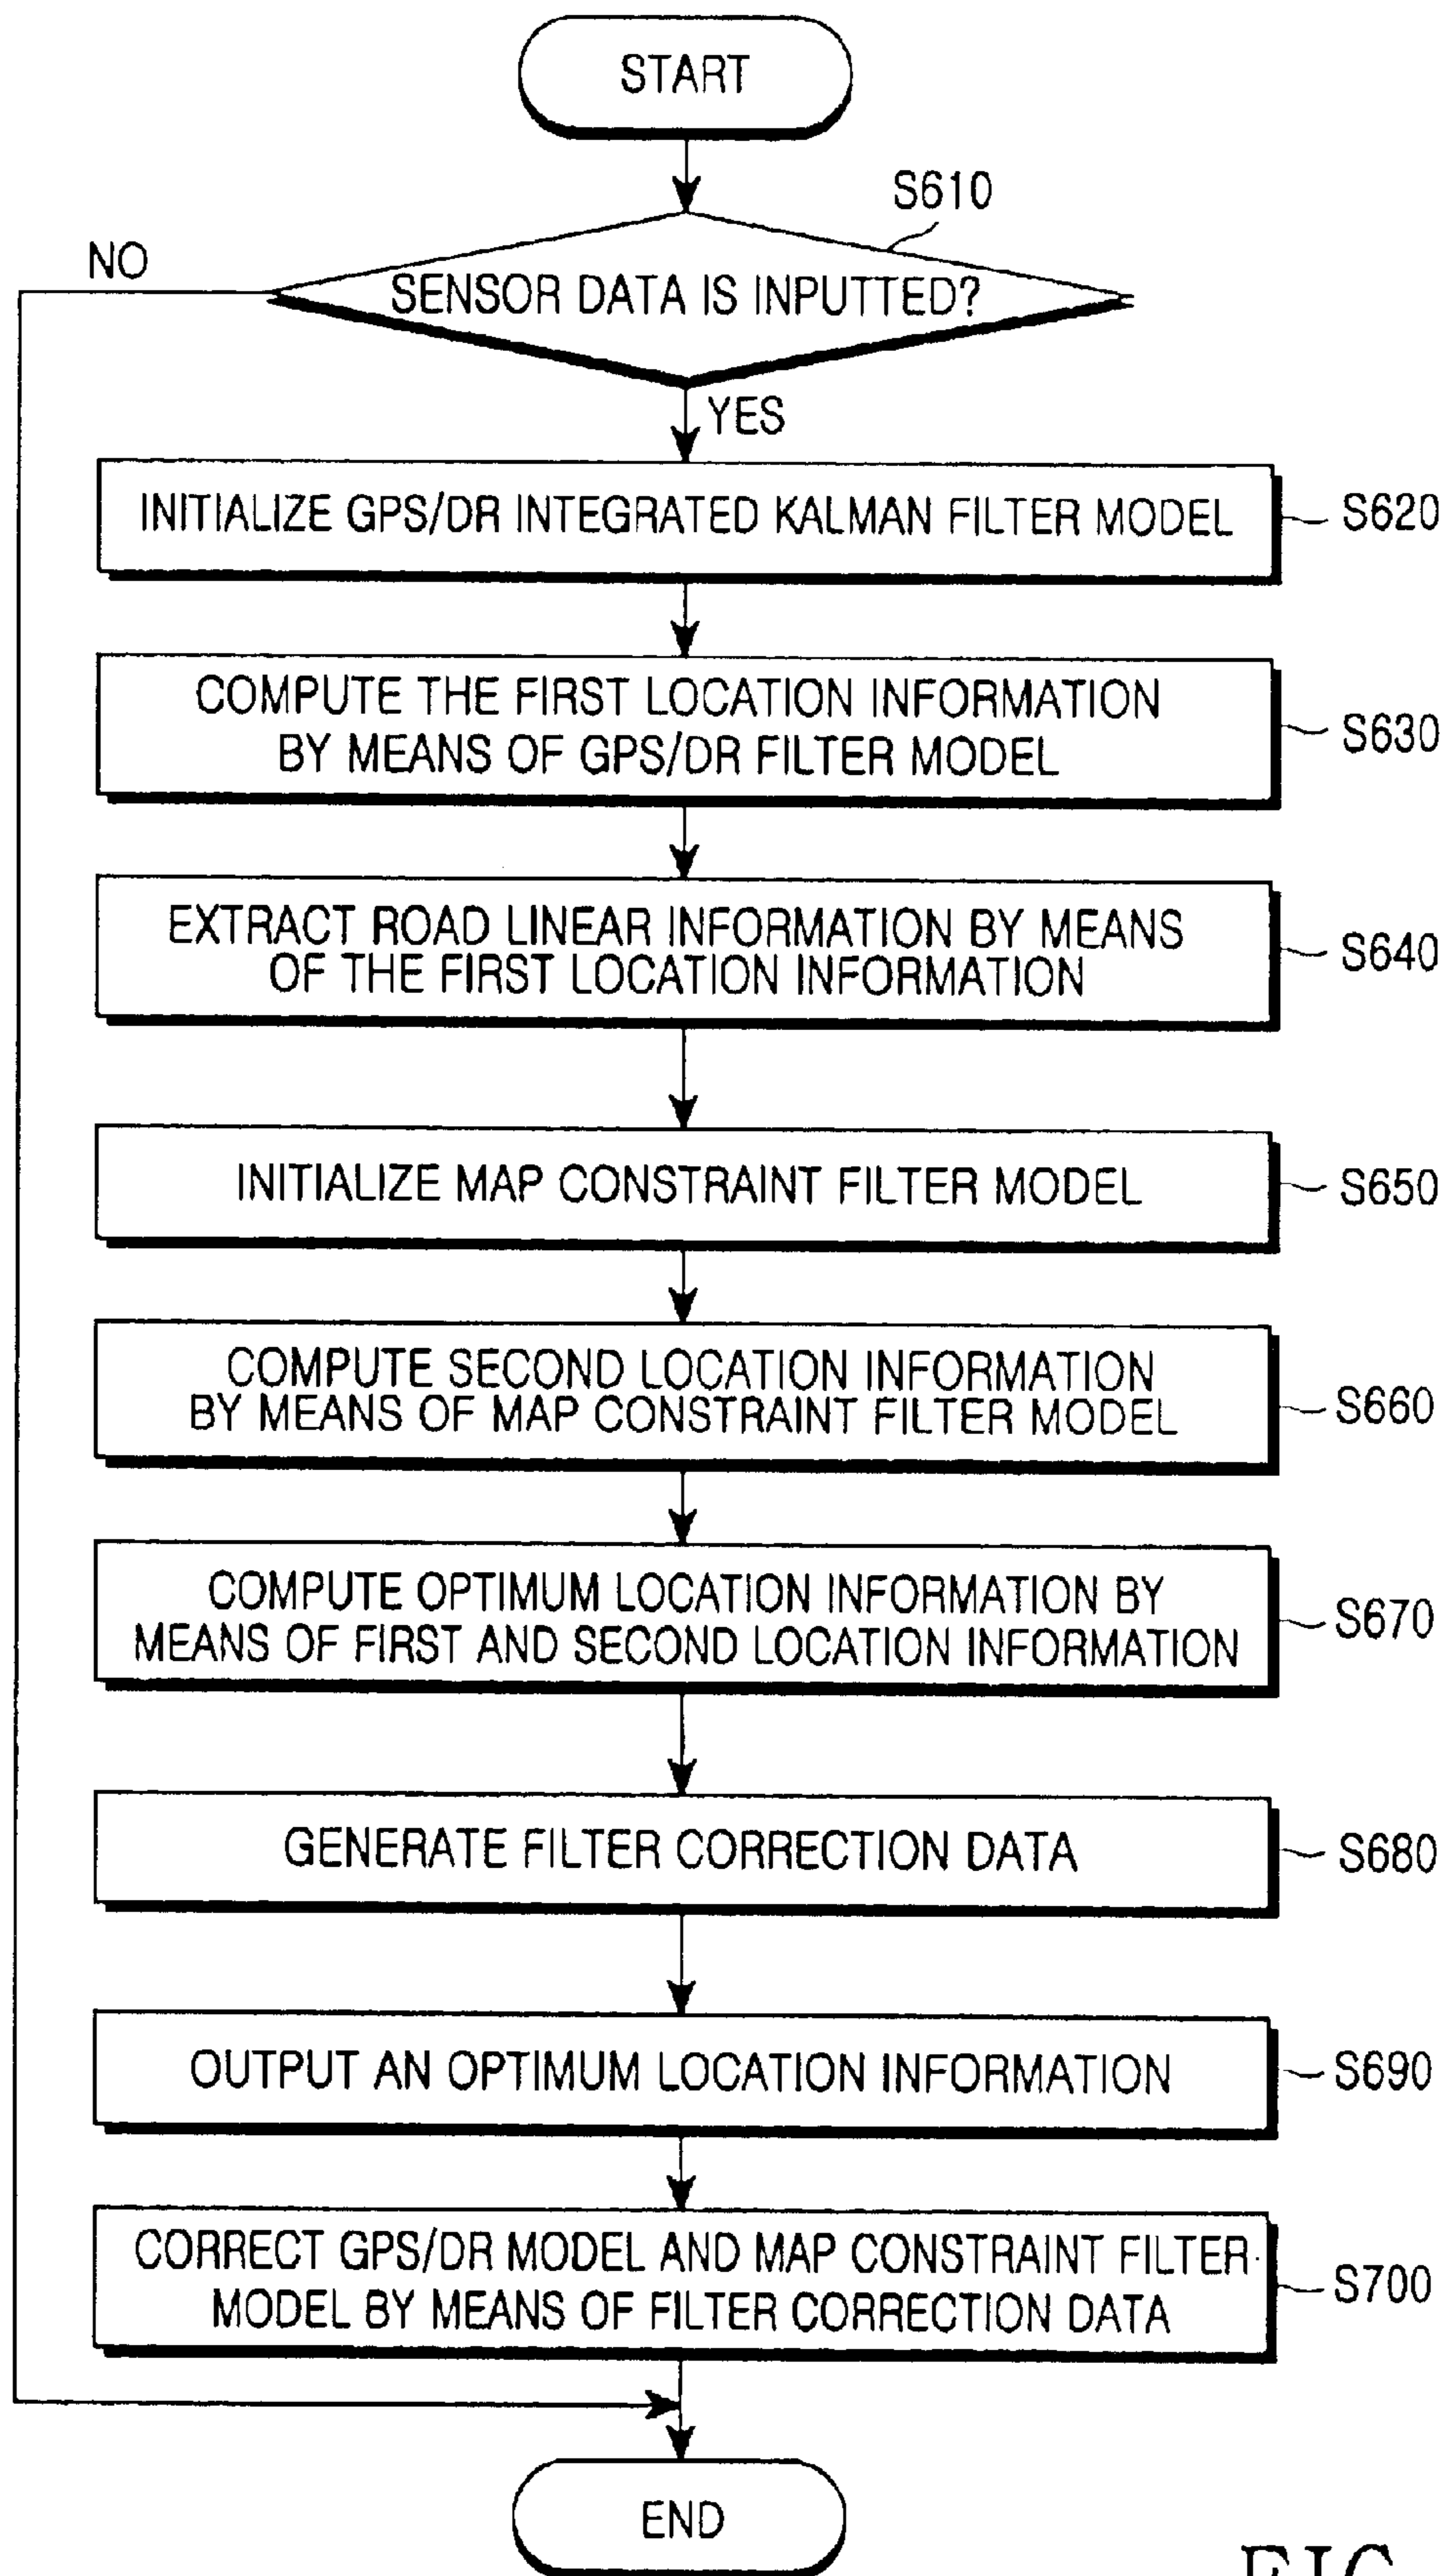 START
S610
NO
SENSOR DATA IS INPUTTED?
YES
INITIALIZE GPS/DR INTEGRATED KALMAN FILTER MODEL
S620
COMPUTE THE FIRST LOCATION INFORMATION
BY MEANS OF GPS/DR FILTER MODEL
S630
EXTRACT ROAD LINEAR INFORMATION BY MEANS
OF THE FIRST LOCATION INFORMATION
S640
INITIALIZE MAP CONSTRAINT FILTER MODEL
S650
COMPUTE SECOND LOCATION INFORMATION
BY MEANS OF MAP CONSTRAINT FILTER MODEL
S660
COMPUTE OPTIMUM LOCATION INFORMATION BY
MEANS OF FIRST AND SECOND LOCATION INFORMATION
S670
GENERATE FILTER CORRECTION DATA
S680
OUTPUT AN OPTIMUM LOCATION INFORMATION
S690
CORRECT GPS/DR MODEL AND MAP CONSTRAINT FILTER
MODEL BY MEANS OF FILTER CORRECTION DATA
S700
END